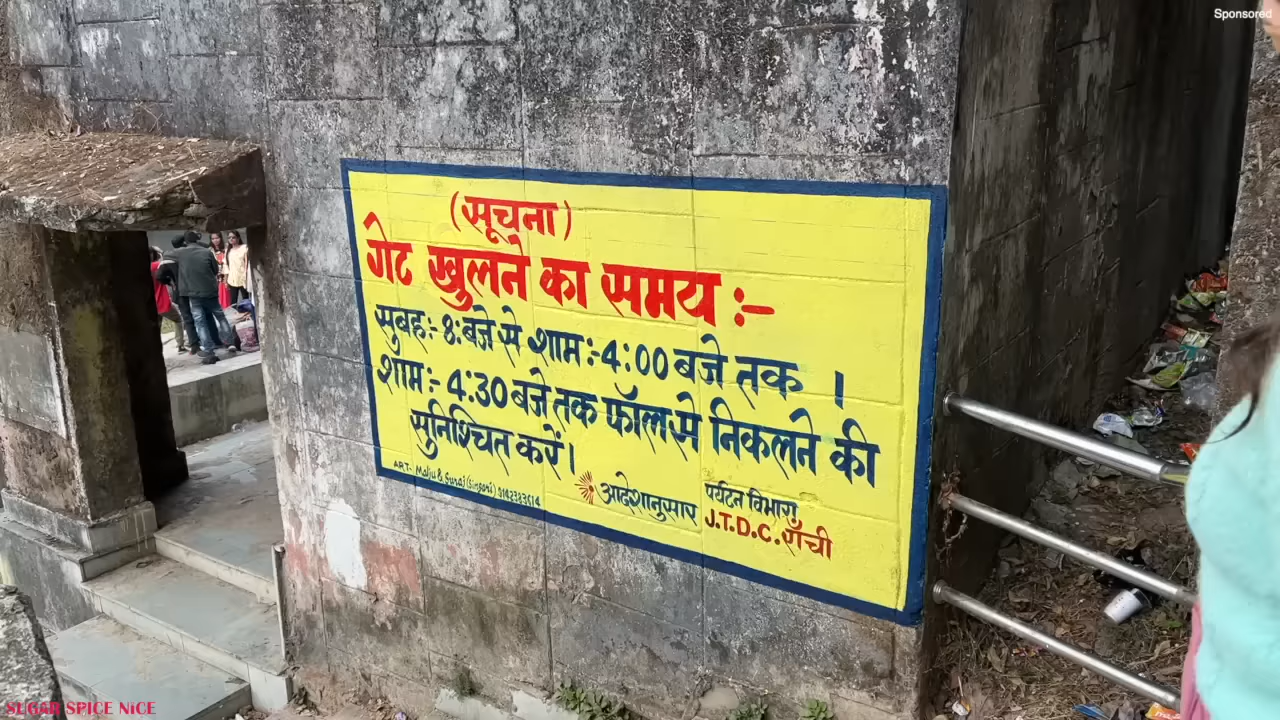 Sponsored
(सूचना)
गेट खुलने का समय :-
सुबह:- 8:बजे से शाम:-4:00 बजे तक ।
शाम:- 4:30 बजे तक फॉल से निकलने की
सुनिश्चित करें।
ART-
आदेशानुसार पर्यटन विभाग
J.T.D.C. राँची
SUGAR SPICE NICE